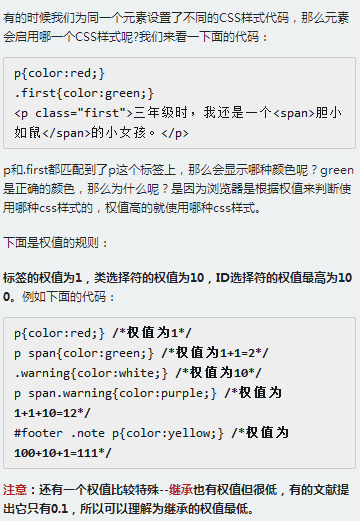 有的时候我们为同一个元素设置了不同的CSS样式代码，那么元素
会启用哪一个CSS样式呢?我们来看一下下面的代码：
p{color:red;}
.first{color:green;}
<p class="first">三年级时，我还是一个<span>胆小
如鼠</span>的小女孩。</p>
p和.first都匹配到了p这个标签上，那么会显示哪种颜色呢？green
是正确的颜色，那么为什么呢？是因为浏览器是根据权值来判断使
用哪种css样式的，权值高的就使用哪种css样式。
下面是权值的规则：
标签的权值为1，类选择符的权值为10，ID选择符的权值最高为10
0。例如下面的代码：
p{color:red;} /*权值为1*/
p span{color:green;} /*权值为1+1=2*/
.warning{color:white;} /*权值为10*/
p span.warning{color:purple;} /*权值为
1+1+10=12*/
#footer .note p{color:yellow;} /*权值为
100+10+1=111*/
注意：还有一个权值比较特殊--继承也有权值但很低，有的文献提
出它只有0.1，所以可以理解为继承的权值最低。